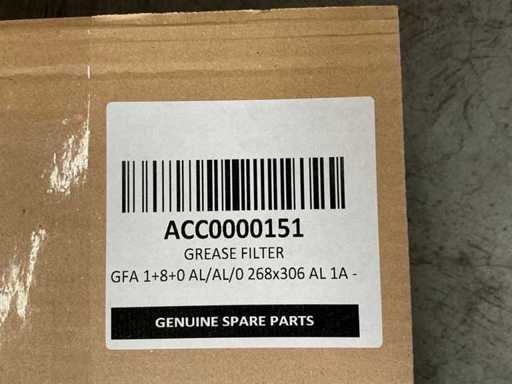 ACC0000151
GREASE FILTER
GFA 1+8+0 AL/AL/0 268x306 AL 1A -
GENUINE SPARE PARTS